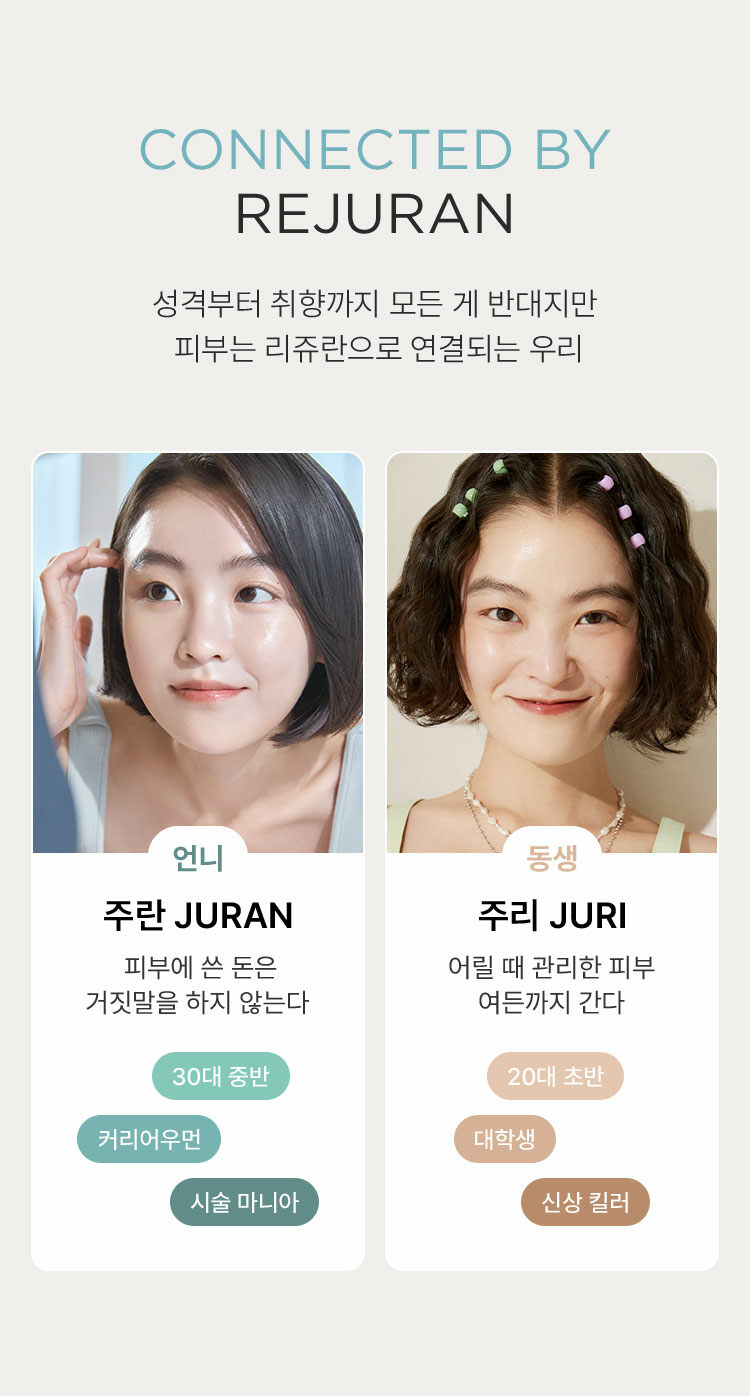 CONNECTED BY
REJURAN
성격부터 취향까지 모든 게 반대지만
피부는 리쥬란으로 연결되는 우리
언니
주란 JURAN
피부에 쓴 돈은
거짓말을 하지 않는다
30대 중반
커리어우먼
시술 마니아
동생
주리 JURI
어릴 때 관리한 피부
여든까지 간다
20대 초반
대학생
신상 킬러